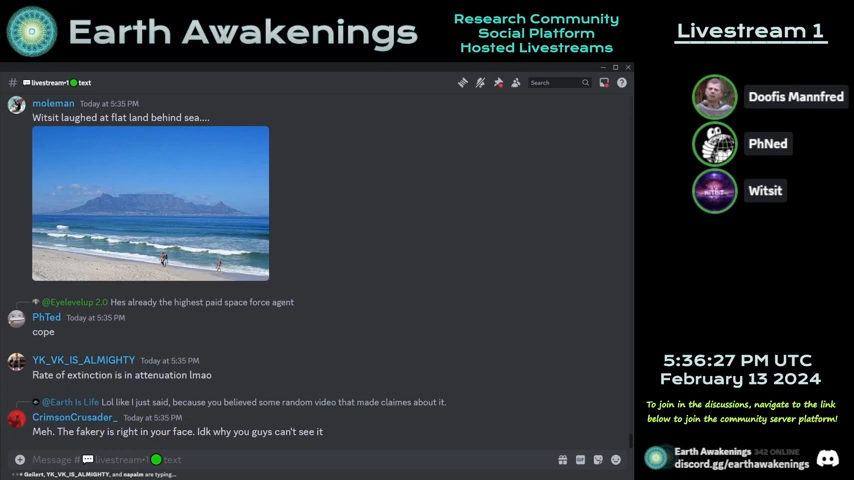 Earth Awakenings
Research Community
Social Platform
Hosted Livestreams
Livestream 1
# livestream•1 text
Search
moleman Today at 5:35 PM
Witsit laughed at flat land behind sea....
@Eyelevelup 2.0 Hes already the highest paid space force agent
PhTed Today at 5:35 PM
cope
YK_VK_IS_ALMIGHTY Today at 5:35 PM
Rate of extinction is in attenuation lmao
@Earth Is Life Lol like I just said, because you believed some random video that made claims about it.
CrimsonCrusader_ Today at 5:35 PM
Meh. The fakery is right in your face. Idk why you guys can't see it
Message # livestream•1 text
GIF
Geilert, YK_VK_IS_ALMIGHTY, and napalm are typing...
Doofis Mannfred
PhNed
Witsit
5:36:27 PM UTC
February 13 2024
To join in the discussions, navigate to the link
below to join the community server platform!
Earth Awakenings 342 ONLINE
discord.gg/earthawakenings